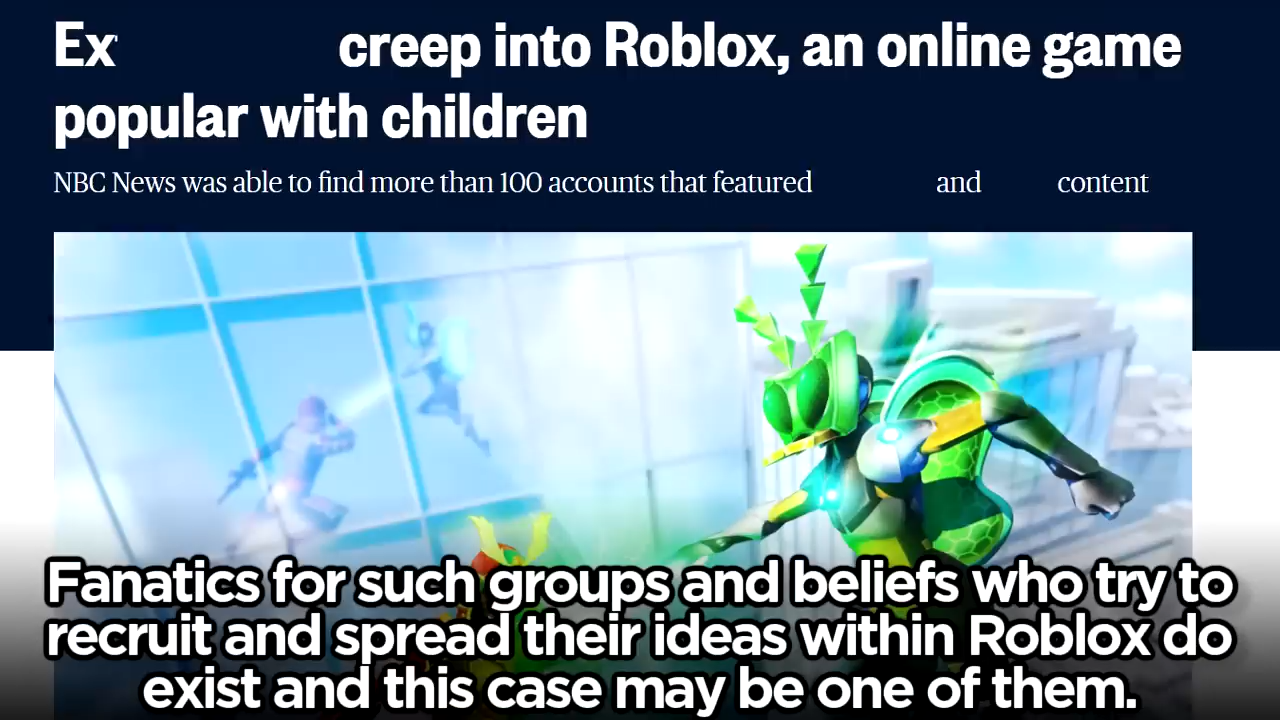 Ex creep into Roblox, an online game
popular with children
NBC News was able to find more than 100 accounts that featured and content
Fanatics for such groups and beliefs who try to
recruit and spread their ideas within Roblox do
exist and this case may be one of them.